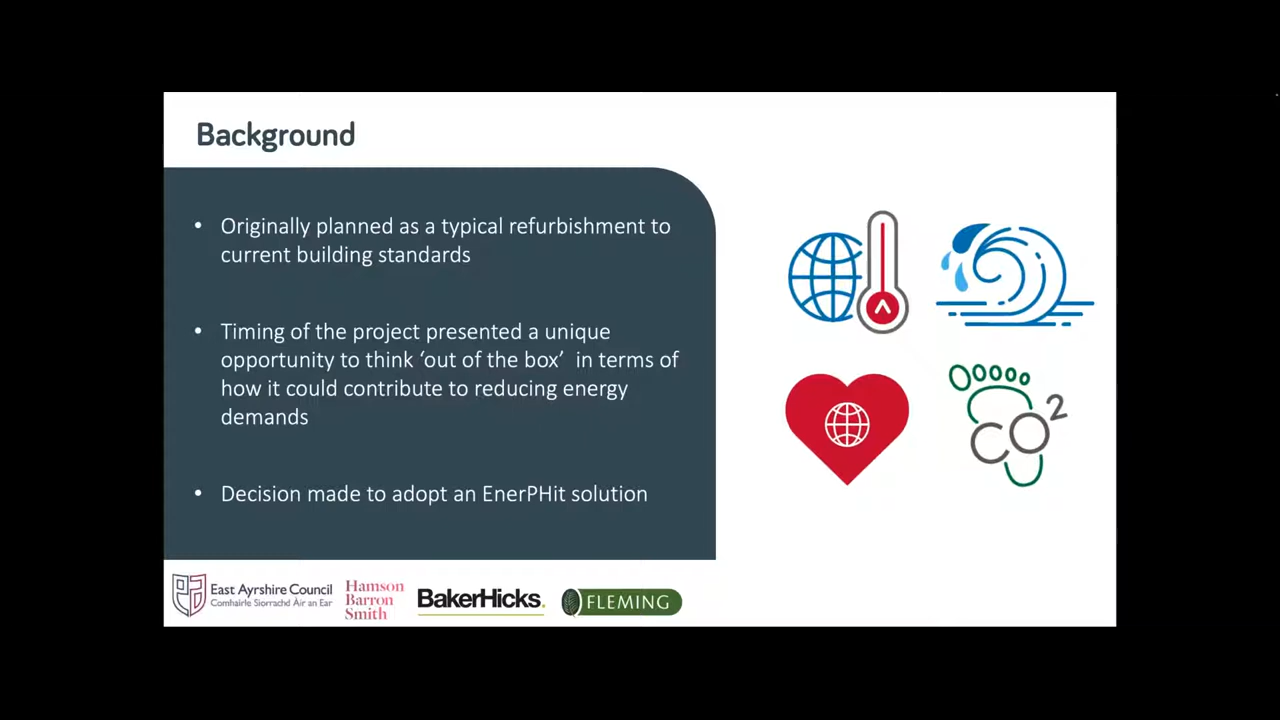 Background
• Originally planned as a typical refurbishment to
current building standards
• Timing of the project presented a unique
opportunity to think ‘out of the box’ in terms of
how it could contribute to reducing energy
demands
• Decision made to adopt an EnerPHit solution
CO²
East Ayrshire Council
Comhairle Siorrachd Àir an Ear
Hamson
Barron
Smith
BakerHicks.
FLEMING